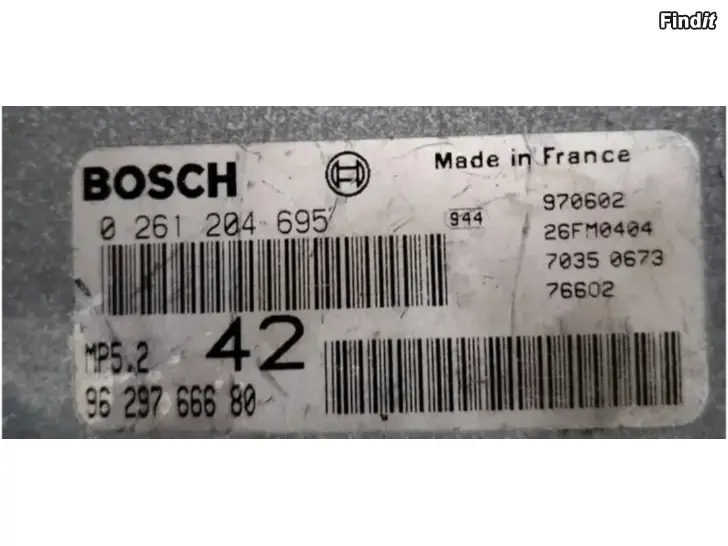 Findit
BOSCH
Made in France
0 261 204 695
944
970602
26FM0404
7035 0673
76602
MP5.2
42
96 297 666 80